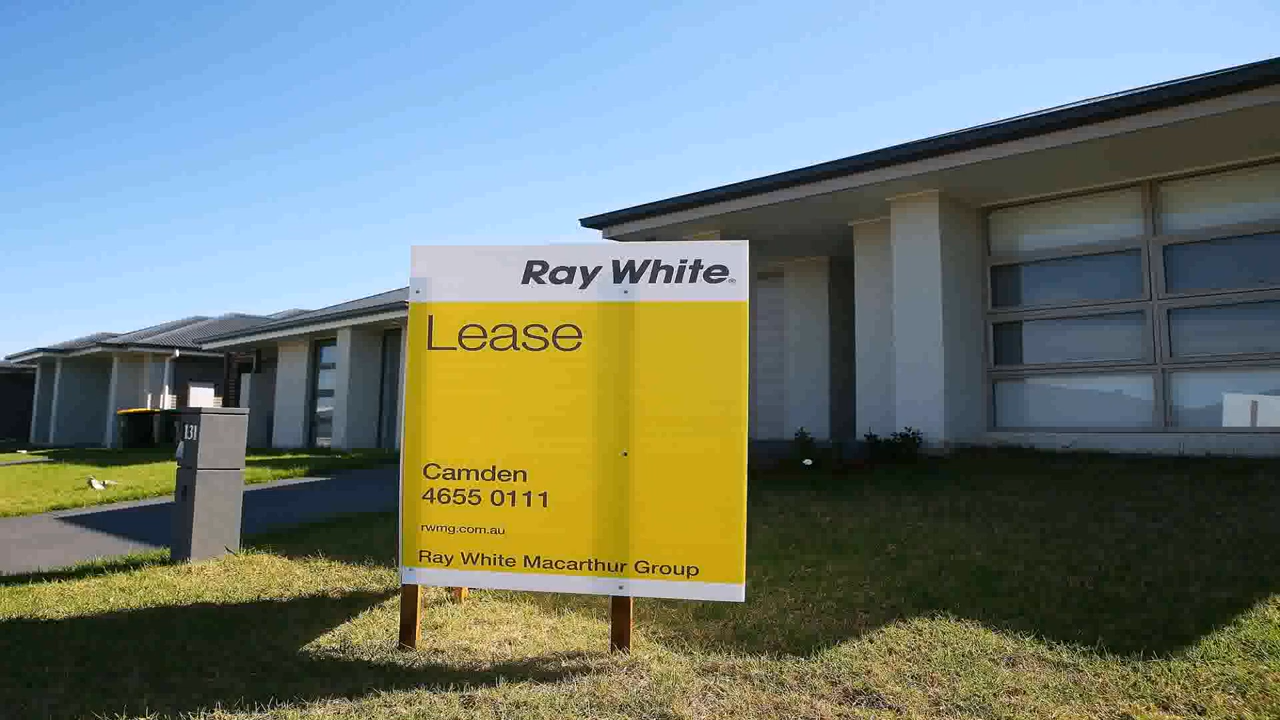 Ray White
Lease
Camden
4655 0111
rwmg.com.au
Ray White Macarthur Group
131